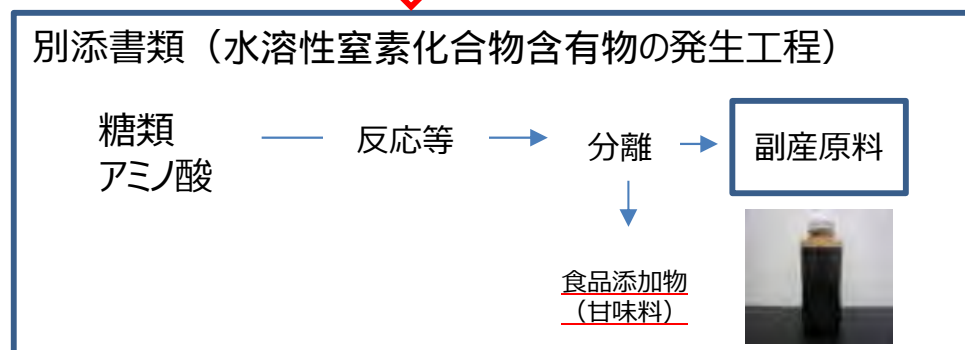 別添書類（水溶性窒素化合物含有物の発生工程）
糖類
アミノ酸
反応等
分離
副産原料
食品添加物
（甘味料）